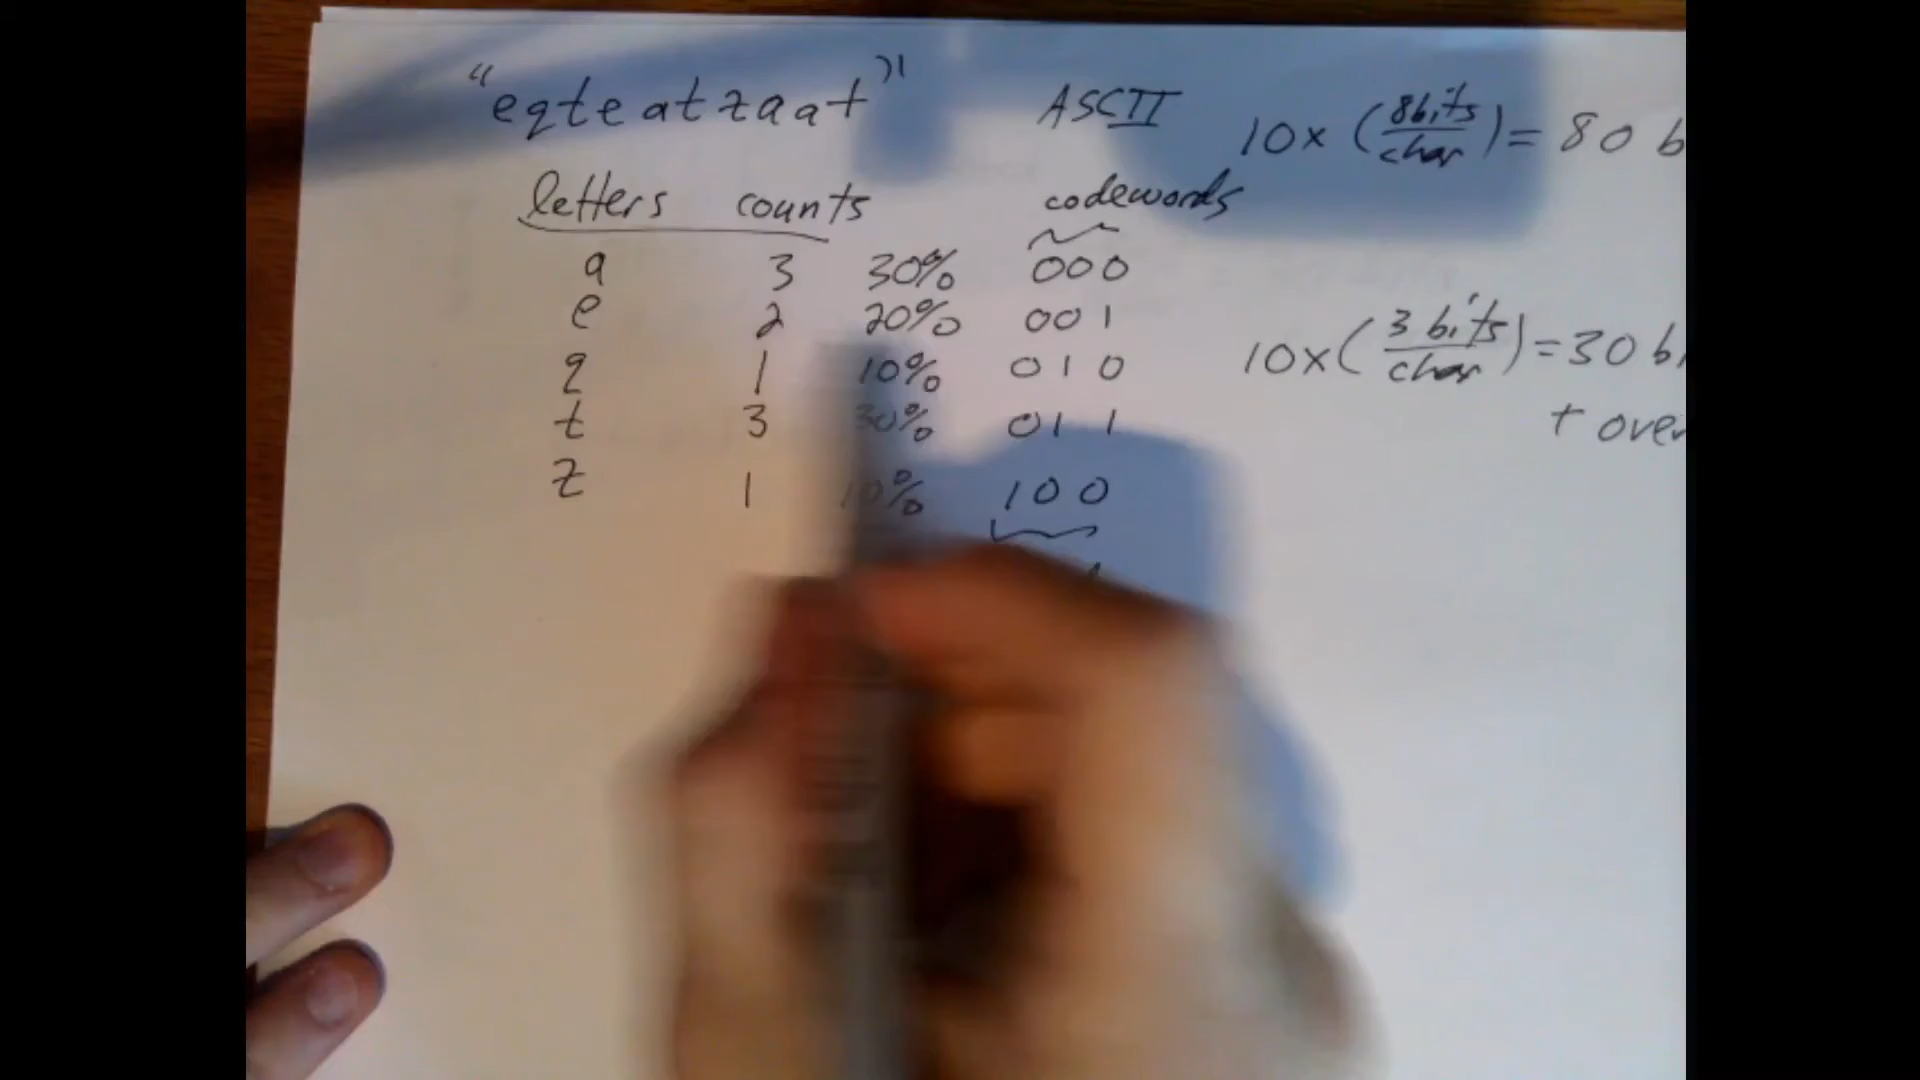 "eqteatzaat" ASCII 10x (8bits/char) = 80 b
letters counts codewords
a 3 30% 000
e 2 20% 001
q 1 10% 010 10x (3 bits/char) = 30 b
t 3 30% 011 + over
z 1 10% 100